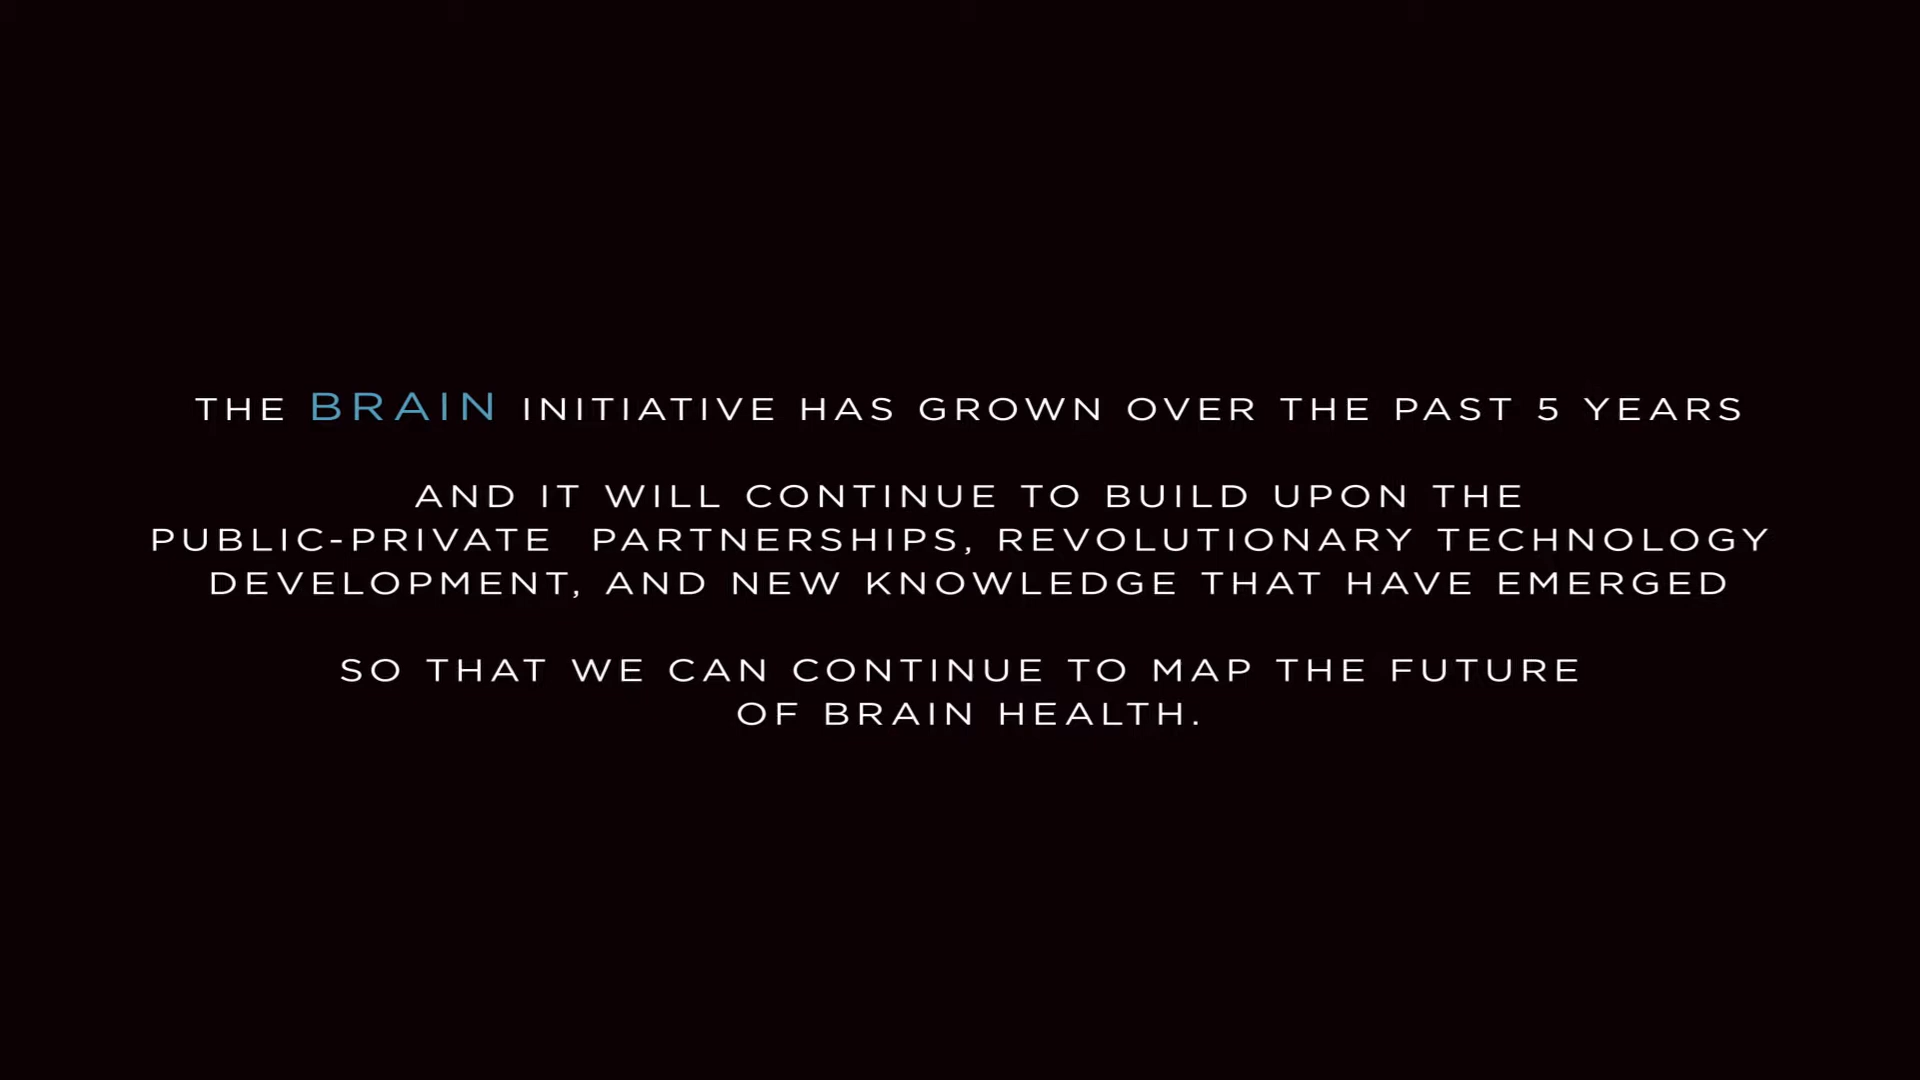 THE BRAIN INITIATIVE HAS GROWN OVER THE PAST 5 YEARS
AND IT WILL CONTINUE TO BUILD UPON THE
PUBLIC-PRIVATE  PARTNERSHIPS, REVOLUTIONARY TECHNOLOGY
DEVELOPMENT, AND NEW KNOWLEDGE THAT HAVE EMERGED
SO THAT WE CAN CONTINUE TO MAP THE FUTURE
OF BRAIN HEALTH.